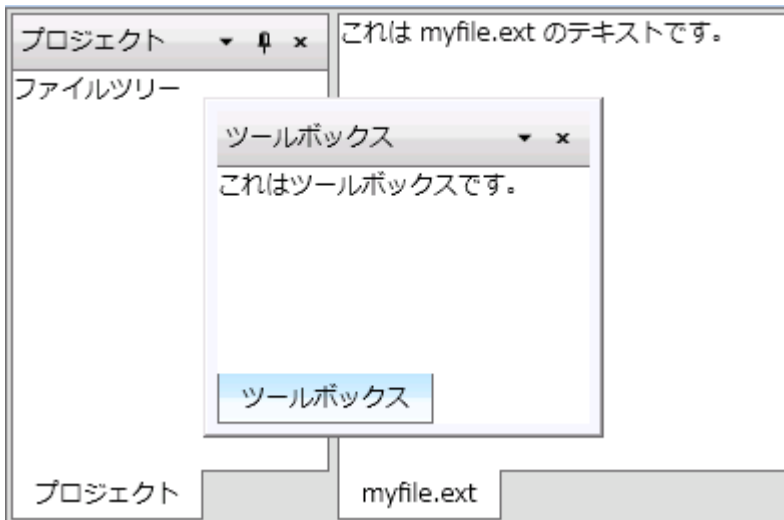 プロジェクト
これは myfile.ext のテキストです。
ファイルツリー
ツールボックス
これはツールボックスです。
ツールボックス
プロジェクト
myfile.ext